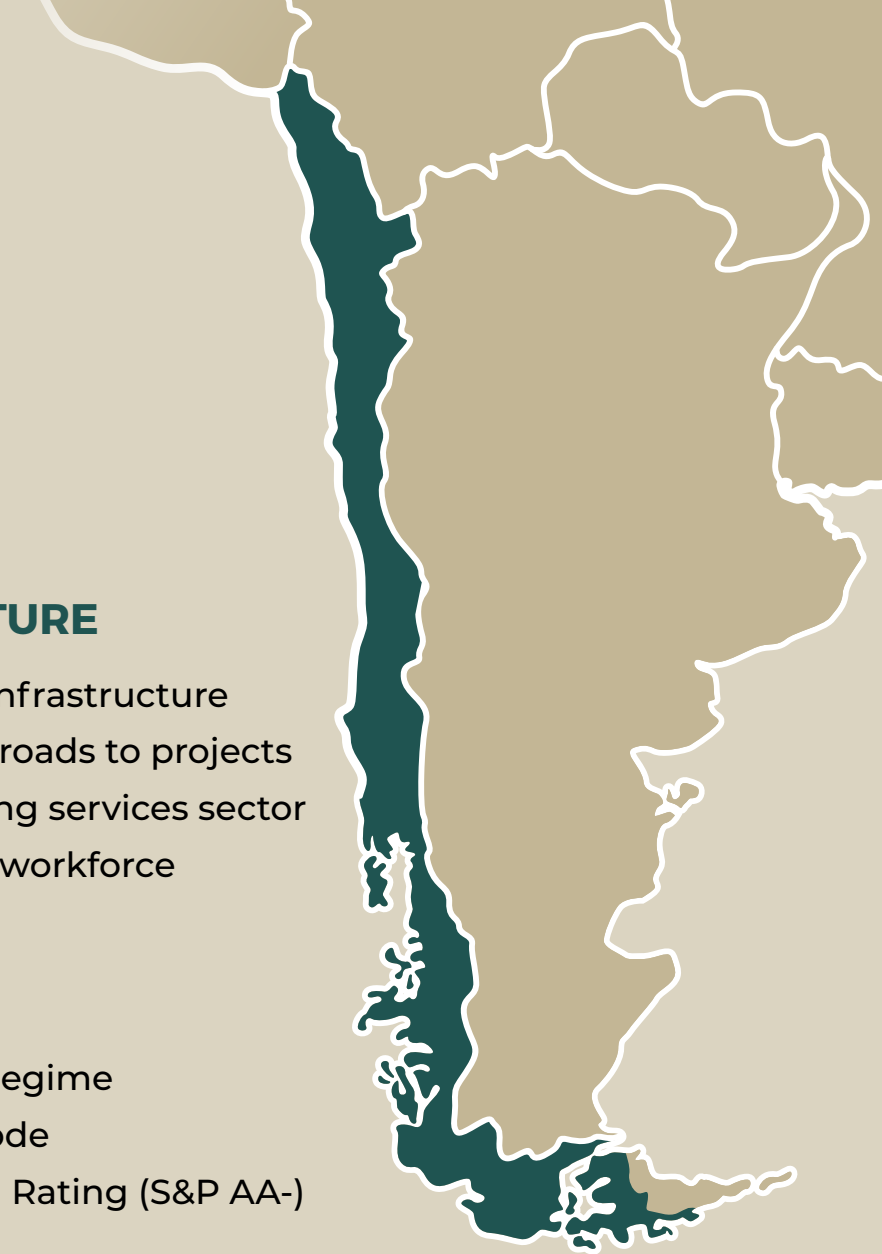 TURE
nfrastructure
roads to projects
ng services sector
workforce
egime
ode
Rating (S&P AA-)